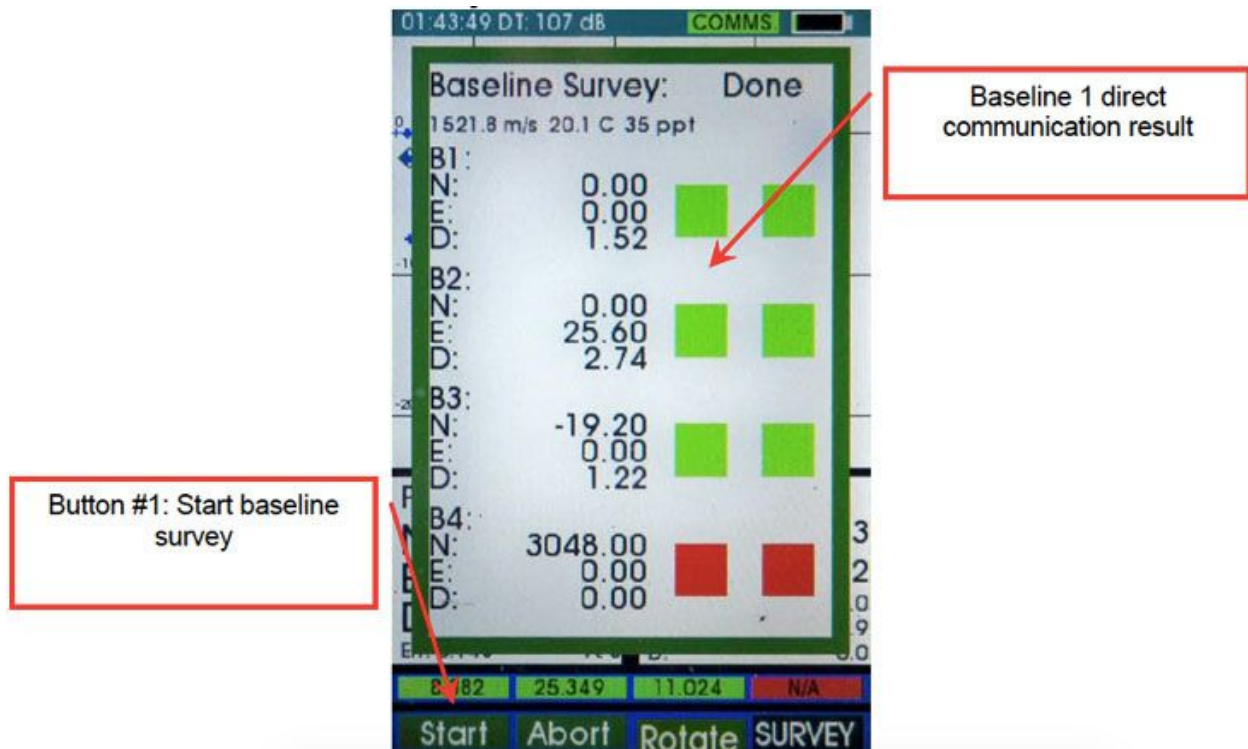 01:43:49 DT: 107 dB COMMS
Baseline Survey: Done
1521.8 m/s 20.1 C 35 ppt
B1:
N: 0.00
E: 0.00
D: 1.52
B2:
N: 0.00
E: 25.60
D: 2.74
B3:
N: -19.20
E: 0.00
D: 1.22
B4:
N: 3048.00
E: 0.00
D: 0.00
25.349 11.024 N/A
Start Abort Rotate SURVEY
Baseline 1 direct
communication result
Button #1: Start baseline
survey